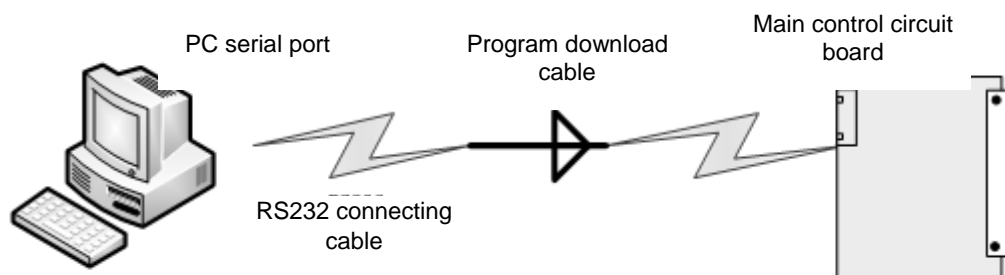 PC serial port
Program download
cable
Main control circuit
board
RS232 connecting
cable